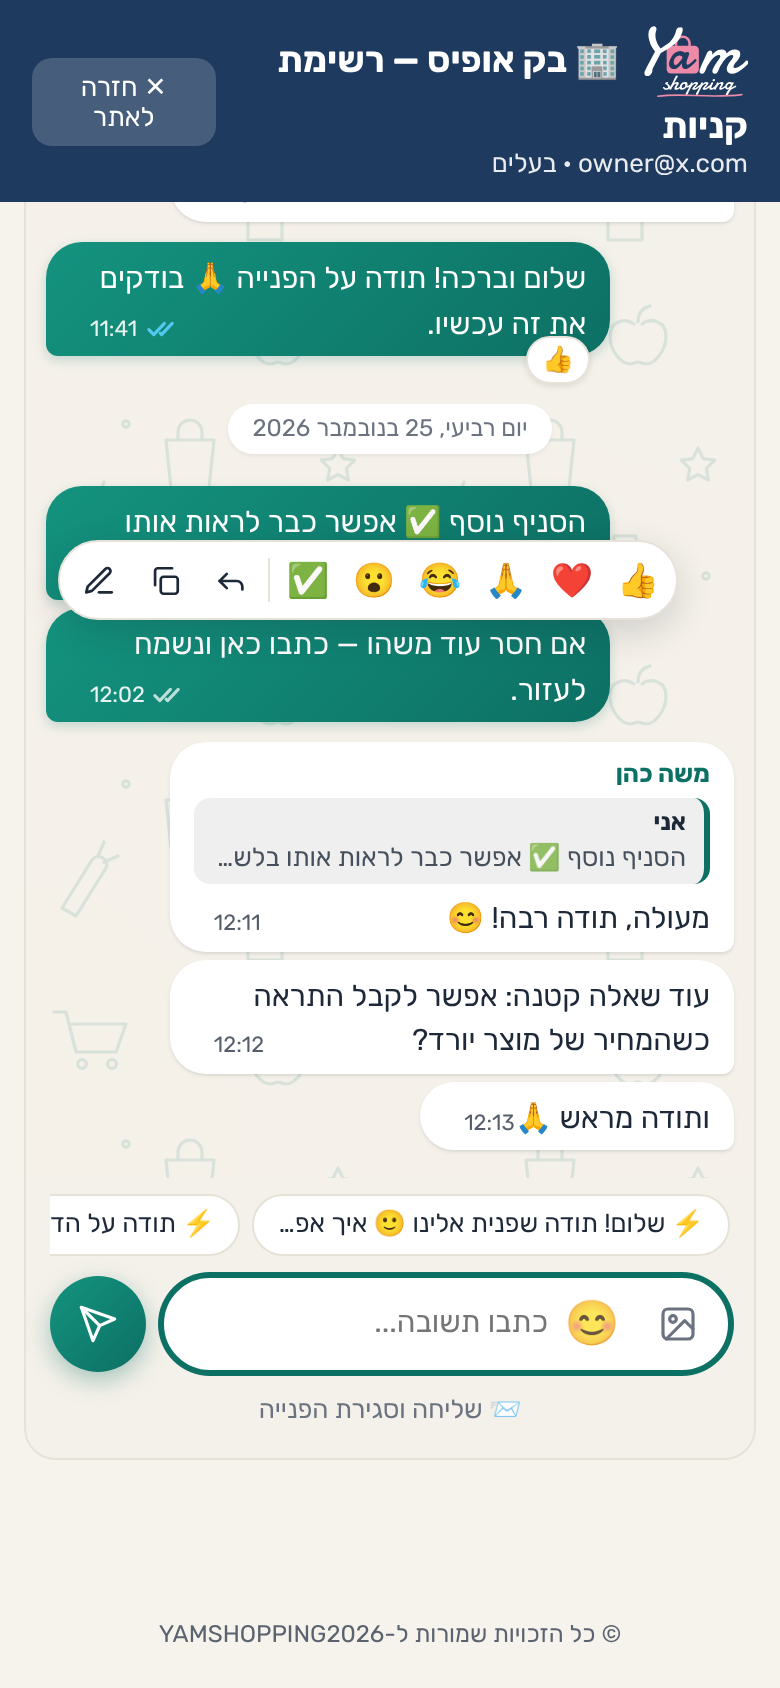 Yam shopping
🏢 בק אופיס – רשימת
קניות
owner@x.com • בעלים
✕ חזרה
לאתר
שלום וברכה! תודה על הפנייה 🙏 בודקים
את זה עכשיו.
11:41
👍
יום רביעי, 25 בנובמבר 2026
הסניף נוסף ✅ אפשר כבר לראות אותו
👍 ❤️ 🙏 😂 😮 ✅
אם חסר עוד משהו – כתבו כאן ונשמח
לעזור.
12:02
משה כהן
אני
הסניף נוסף ✅ אפשר כבר לראות אותו בלש...
מעולה, תודה רבה! 😊
12:11
עוד שאלה קטנה: אפשר לקבל התראה
כשהמחיר של מוצר יורד?
12:12
ותודה מראש 🙏
12:13
⚡ שלום! תודה שפנית אלינו 🙂 איך אפ...
⚡ תודה על הד
כתבו תשובה...
📨 שליחה וסגירת הפנייה
© כל הזכויות שמורות ל-YAMSHOPPING2026